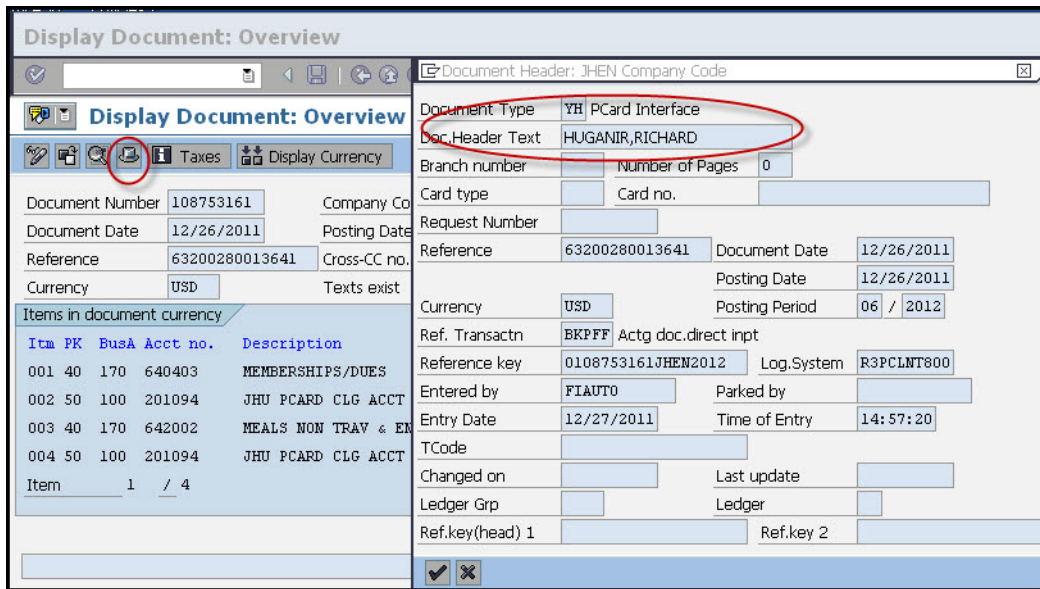 Display Document: Overview
Display Document: Overview
Taxes Display Currency
Document Number 108753161 Company Co
Document Date 12/26/2011 Posting Date
Reference 63200280013641 Cross-CC no.
Currency USD Texts exist
Items in document currency
Itm PK BusA Acct no. Description
001 40 170 640403 MEMBERSHIPS/DUES
002 50 100 201094 JHU PCARD CLG ACCT
003 40 170 642002 MEALS NON TRAV & EN
004 50 100 201094 JHU PCARD CLG ACCT
Item 1 / 4
Document Header: JHEN Company Code
Document Type YH PCard Interface
Doc.Header Text HUGANIR,RICHARD
Branch number Number of Pages 0
Card type Card no.
Request Number
Reference 63200280013641 Document Date 12/26/2011
Posting Date 12/26/2011
Currency USD Posting Period 06 / 2012
Ref. Transactn BKPFF Actg doc.direct inpt
Reference key 0108753161JHEN2012 Log.System R3PCLNT800
Entered by FIAUTO Parked by
Entry Date 12/27/2011 Time of Entry 14:57:20
TCode
Changed on Last update
Ledger Grp Ledger
Ref.key(head) 1 Ref.key 2